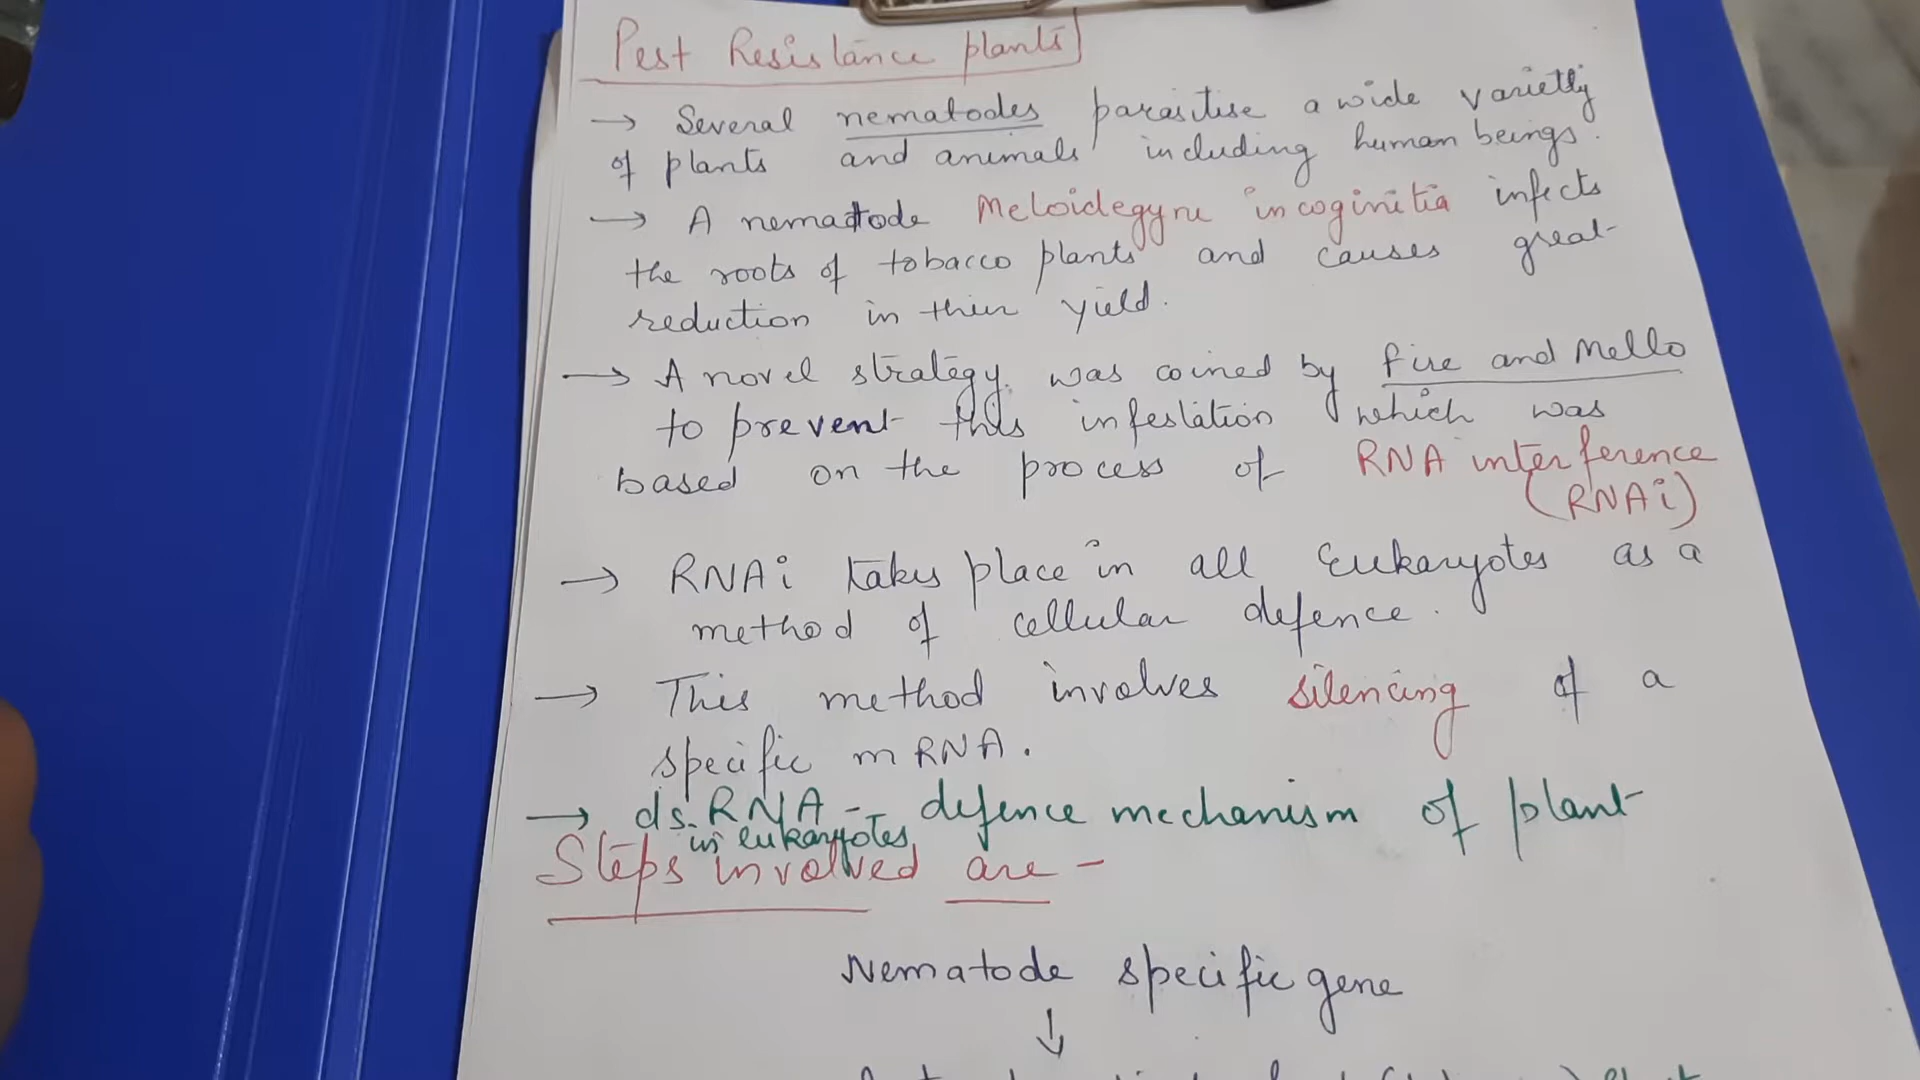 Pest Resistance plants
→ Several nematodes parasitise a wide varietly
of plants and animals including human beings.
→ A nematode Meloidegyne incoginitia infects
the roots of tobacco plants and causes great
reduction in their yield.
→ A novel strategy was coined by fire and Mello
to prevent this infestation which was
based on the process of RNA interference
(RNAi)
→ RNAi takes place in all Eukaryotes as a
method of cellular defence.
→ This method involves silencing of a
specific mRNA.
→ ds.RNA -- defence mechanism of plant
in eukaryotes
Steps involved are -
Nematode specific gene
↓